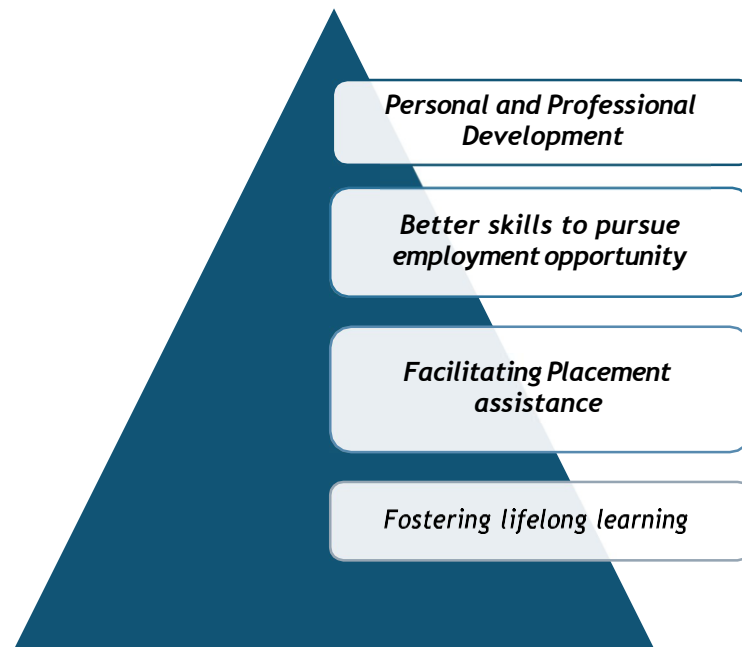 Personal and Professional
Development
Better skills to pursue
employment opportunity
Facilitating Placement
assistance
Fostering lifelong learning